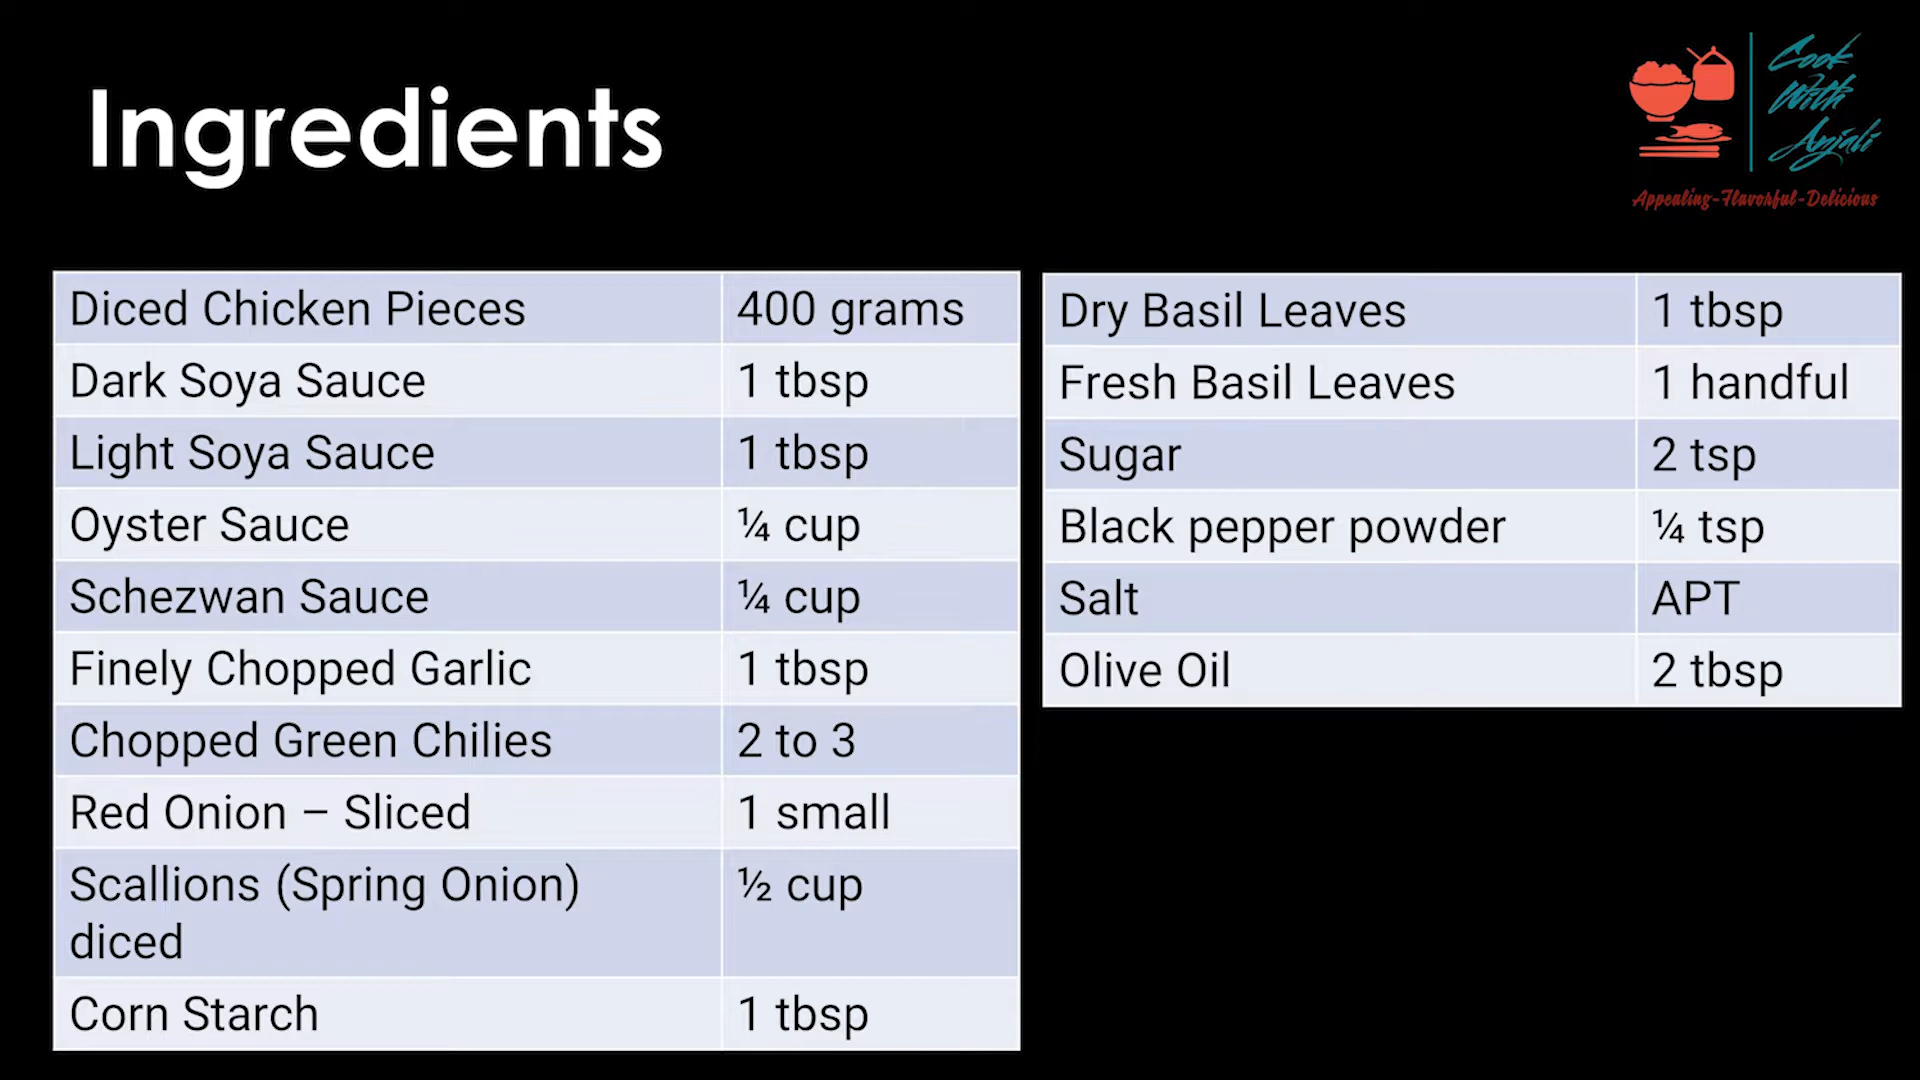 Ingredients
Cook
With
Anjali
Appealing-Flavorful-Delicious
Diced Chicken Pieces 400 grams
Dark Soya Sauce 1 tbsp
Light Soya Sauce 1 tbsp
Oyster Sauce ¼ cup
Schezwan Sauce ¼ cup
Finely Chopped Garlic 1 tbsp
Chopped Green Chilies 2 to 3
Red Onion – Sliced 1 small
Scallions (Spring Onion) ½ cup
diced
Corn Starch 1 tbsp
Dry Basil Leaves 1 tbsp
Fresh Basil Leaves 1 handful
Sugar 2 tsp
Black pepper powder ¼ tsp
Salt APT
Olive Oil 2 tbsp